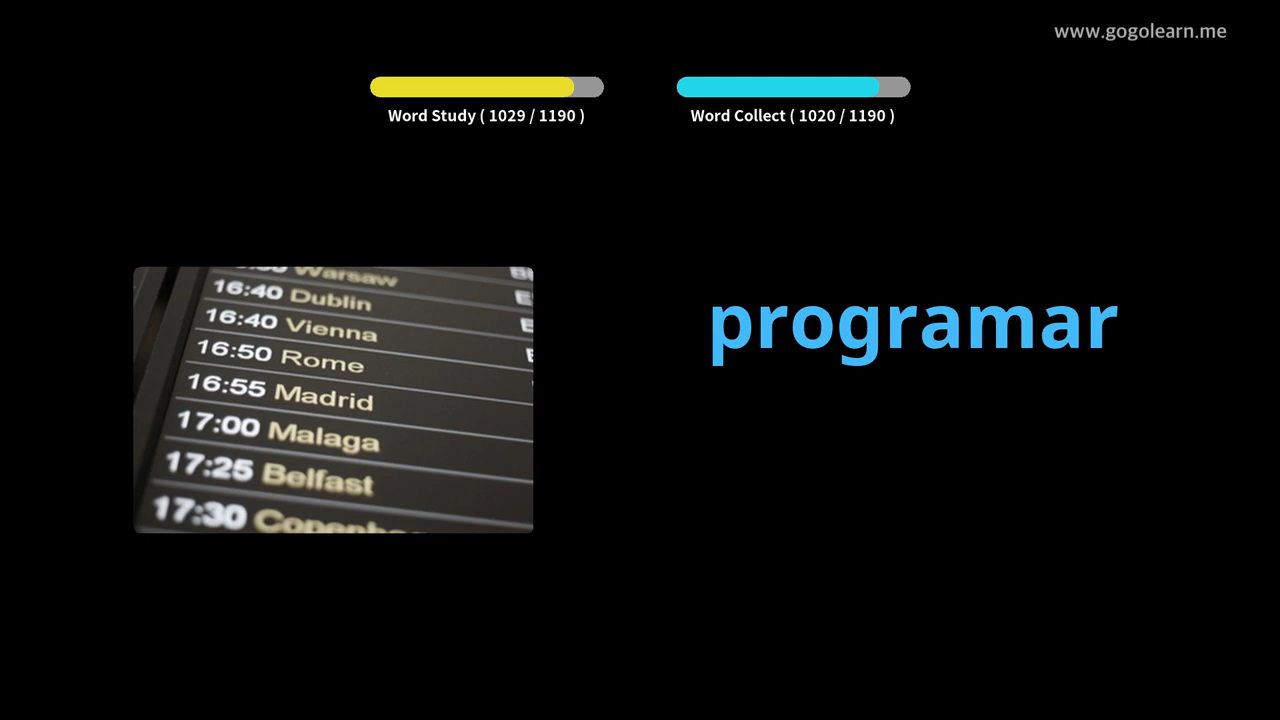 www.gogolearn.me
Word Study ( 1029 / 1190 )
Word Collect ( 1020 / 1190 )
Warsaw
16:40 Dublin
16:40 Vienna
16:50 Rome
16:55 Madrid
17:00 Malaga
17:25 Belfast
17:30
programar